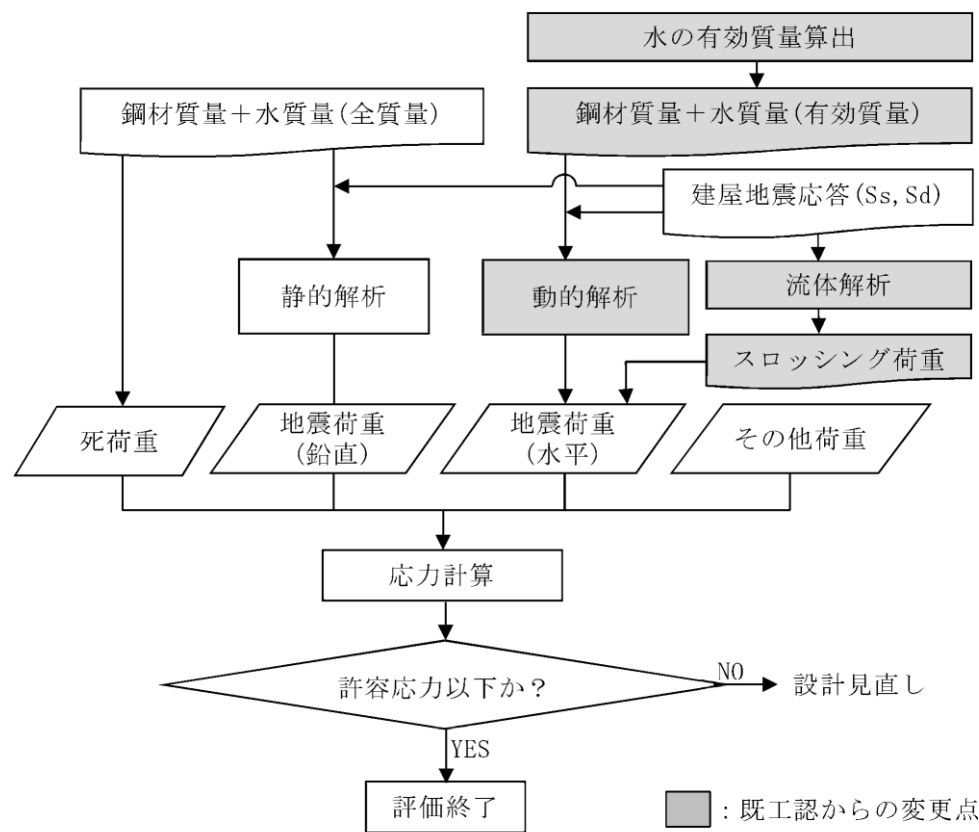 水の有効質量算出
鋼材質量＋水質量(全質量)
鋼材質量＋水質量(有効質量)
建屋地震応答(Ss,Sd)
静的解析
動的解析
流体解析
スロッシング荷重
死荷重
地震荷重
(鉛直)
地震荷重
(水平)
その他荷重
応力計算
許容応力以下か？
NO
設計見直し
YES
評価終了
：既工認からの変更点